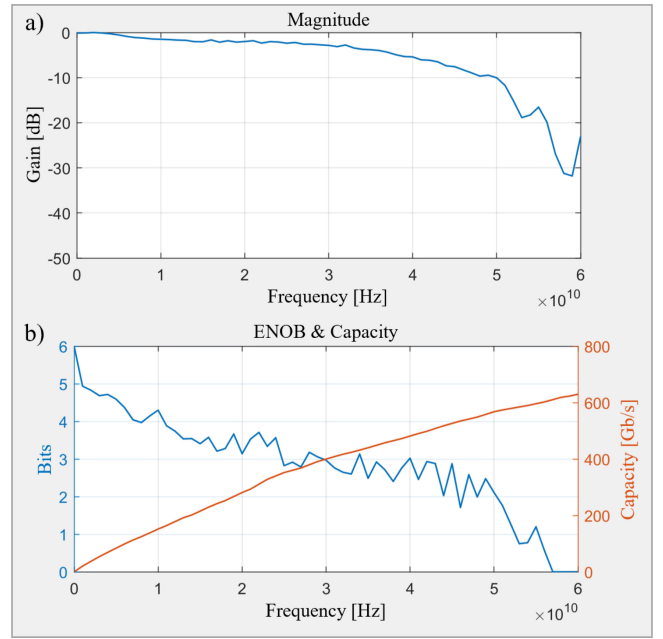 a)
Magnitude
0
-10
-20
-30
-40
-50
Gain [dB]
0 1 2 3 4 5 6
Frequency [Hz]
×10^10
b)
ENOB & Capacity
6
5
4
3
2
1
0
Bits
800
600
400
200
0
Capacity [Gb/s]
0 1 2 3 4 5 6
Frequency [Hz]
×10^10